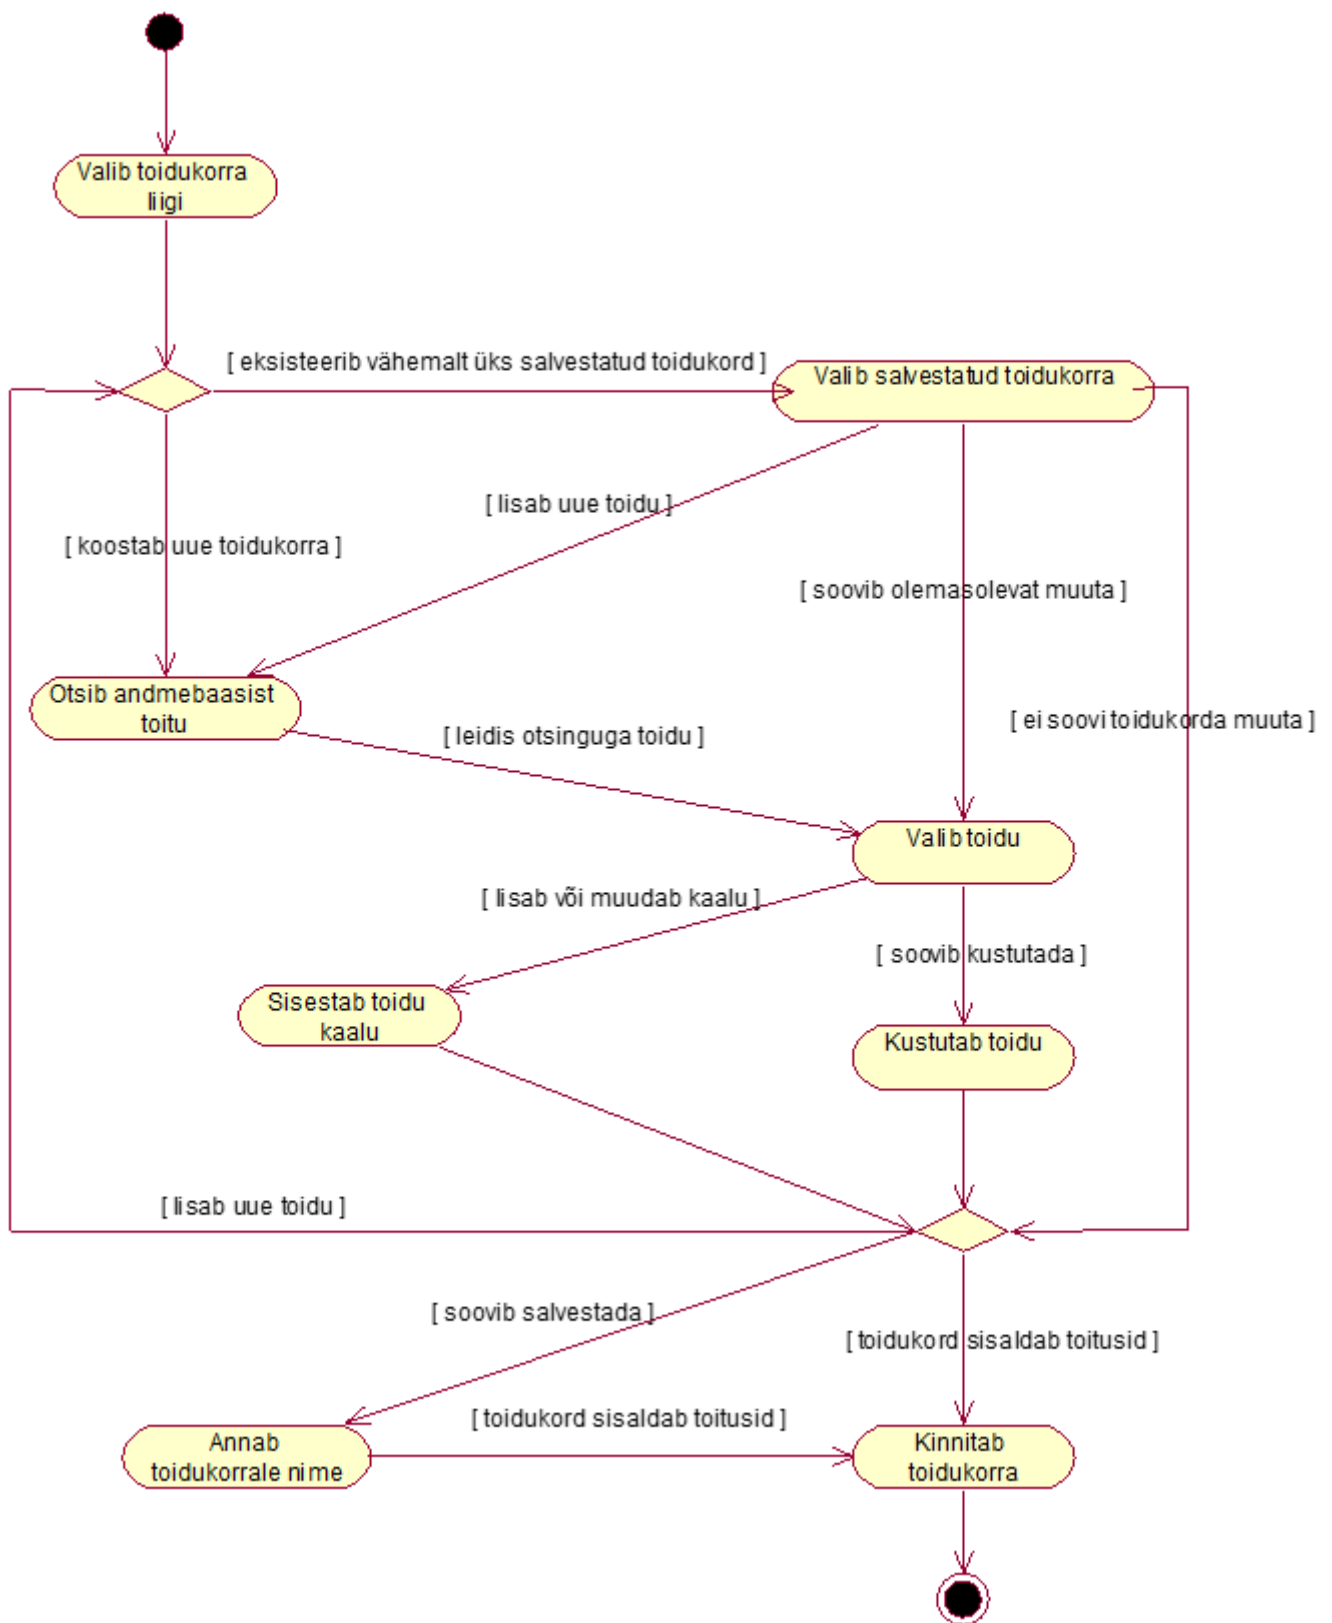 Valib toidukorra
liigi
[ eksisteerib vähemalt üks salvestatud toidukord ]
Valib salvestatud toidukorra
[ lisab uue toidu ]
[ koostab uue toidukorra ]
[ soovib olemasolevat muuta ]
Otsib andmebaasist
toitu
[ ei soovi toidukorda muuta ]
[ leidis otsinguga toidu ]
Valib toidu
[ lisab või muudab kaalu ]
[ soovib kustutada ]
Sisestab toidu
kaalu
Kustutab toidu
[ lisab uue toidu ]
[ soovib salvestada ]
[ toidukord sisaldab toitusid ]
[ toidukord sisaldab toitusid ]
Annab
toidukorrale nime
Kinnitab
toidukorra